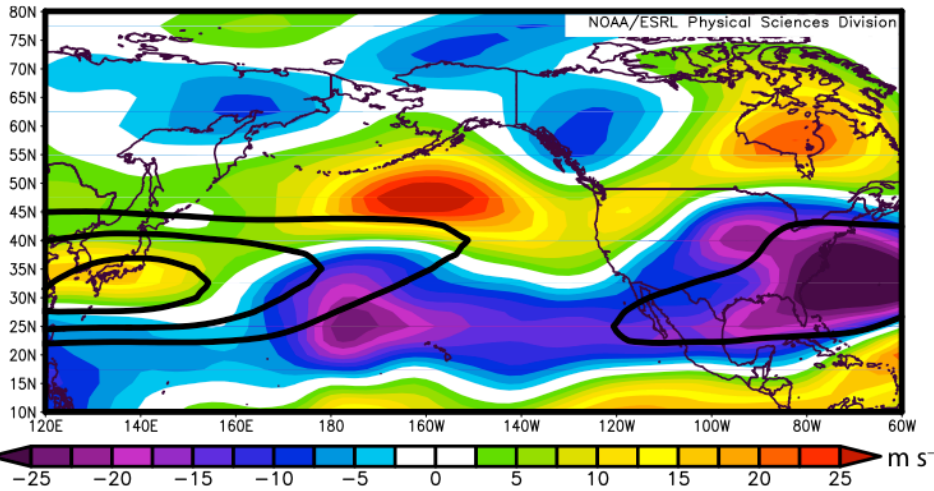 NOAA/ESRL Physical Sciences Division
80N
75N
70N
65N
60N
55N
50N
45N
40N
35N
30N
25N
20N
15N
10N
120E 140E 160E 180 160W 140W 120W 100W 80W 60W
-25 -20 -15 -10 -5 0 5 10 15 20 25 m s⁻